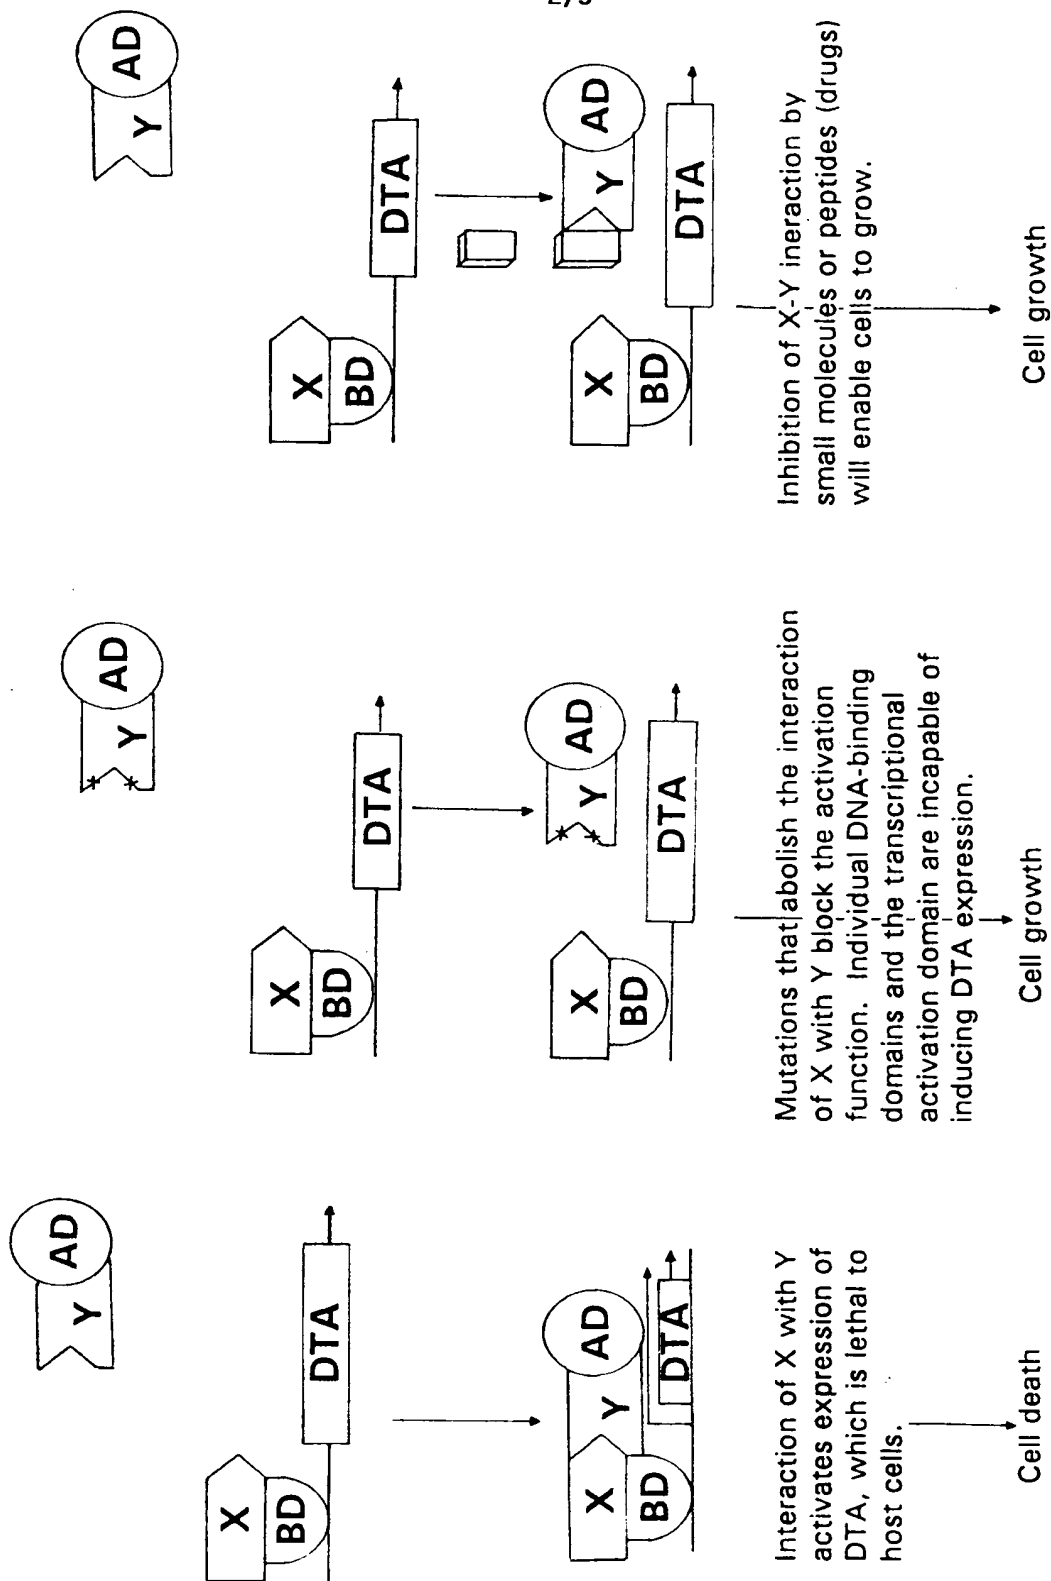 2/5
Y AD
X
BD
DTA
X Y AD
BD
DTA
Interaction of X with Y
activates expression of
DTA, which is lethal to
host cells.
Cell death
Y AD
X
BD
DTA
X
BD
Y AD
DTA
Mutations that abolish the interaction
of X with Y block the activation
function. Individual DNA-binding
domains and the transcriptional
activation domain are incapable of
inducing DTA expression.
Cell growth
Y AD
X
BD
DTA
X
BD
Y AD
DTA
Inhibition of X-Y ineraction by
small molecules or peptides (drugs)
will enable cells to grow.
Cell growth